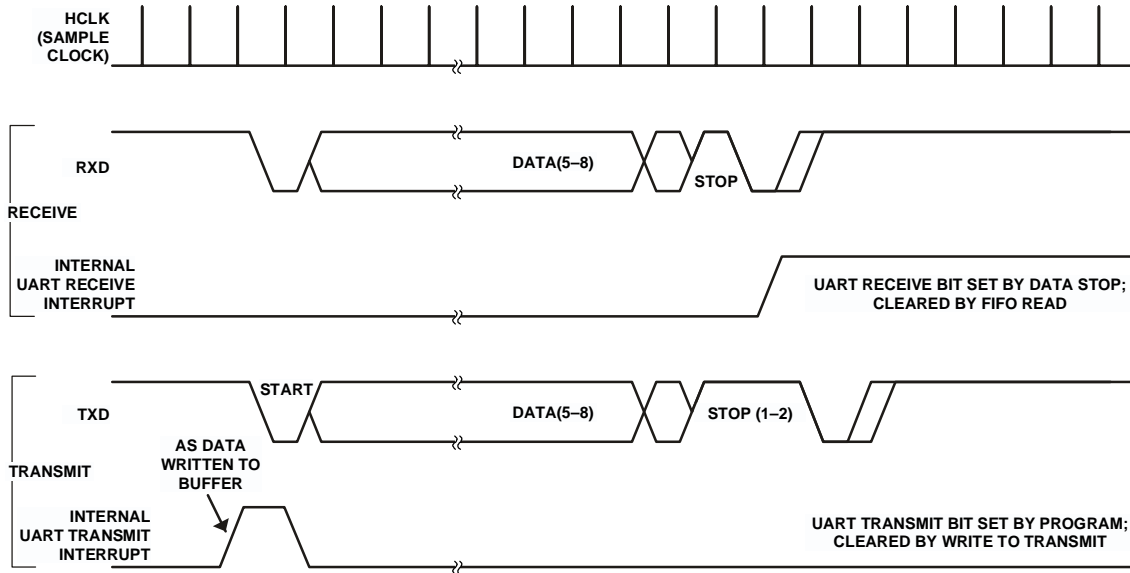 HCLK
(SAMPLE
CLOCK)
RXD
DATA(5–8)
STOP
RECEIVE
INTERNAL
UART RECEIVE
INTERRUPT
UART RECEIVE BIT SET BY DATA STOP;
CLEARED BY FIFO READ
START
TXD
DATA(5–8)
STOP (1–2)
AS DATA
WRITTEN TO
BUFFER
TRANSMIT
INTERNAL
UART TRANSMIT
INTERRUPT
UART TRANSMIT BIT SET BY PROGRAM;
CLEARED BY WRITE TO TRANSMIT